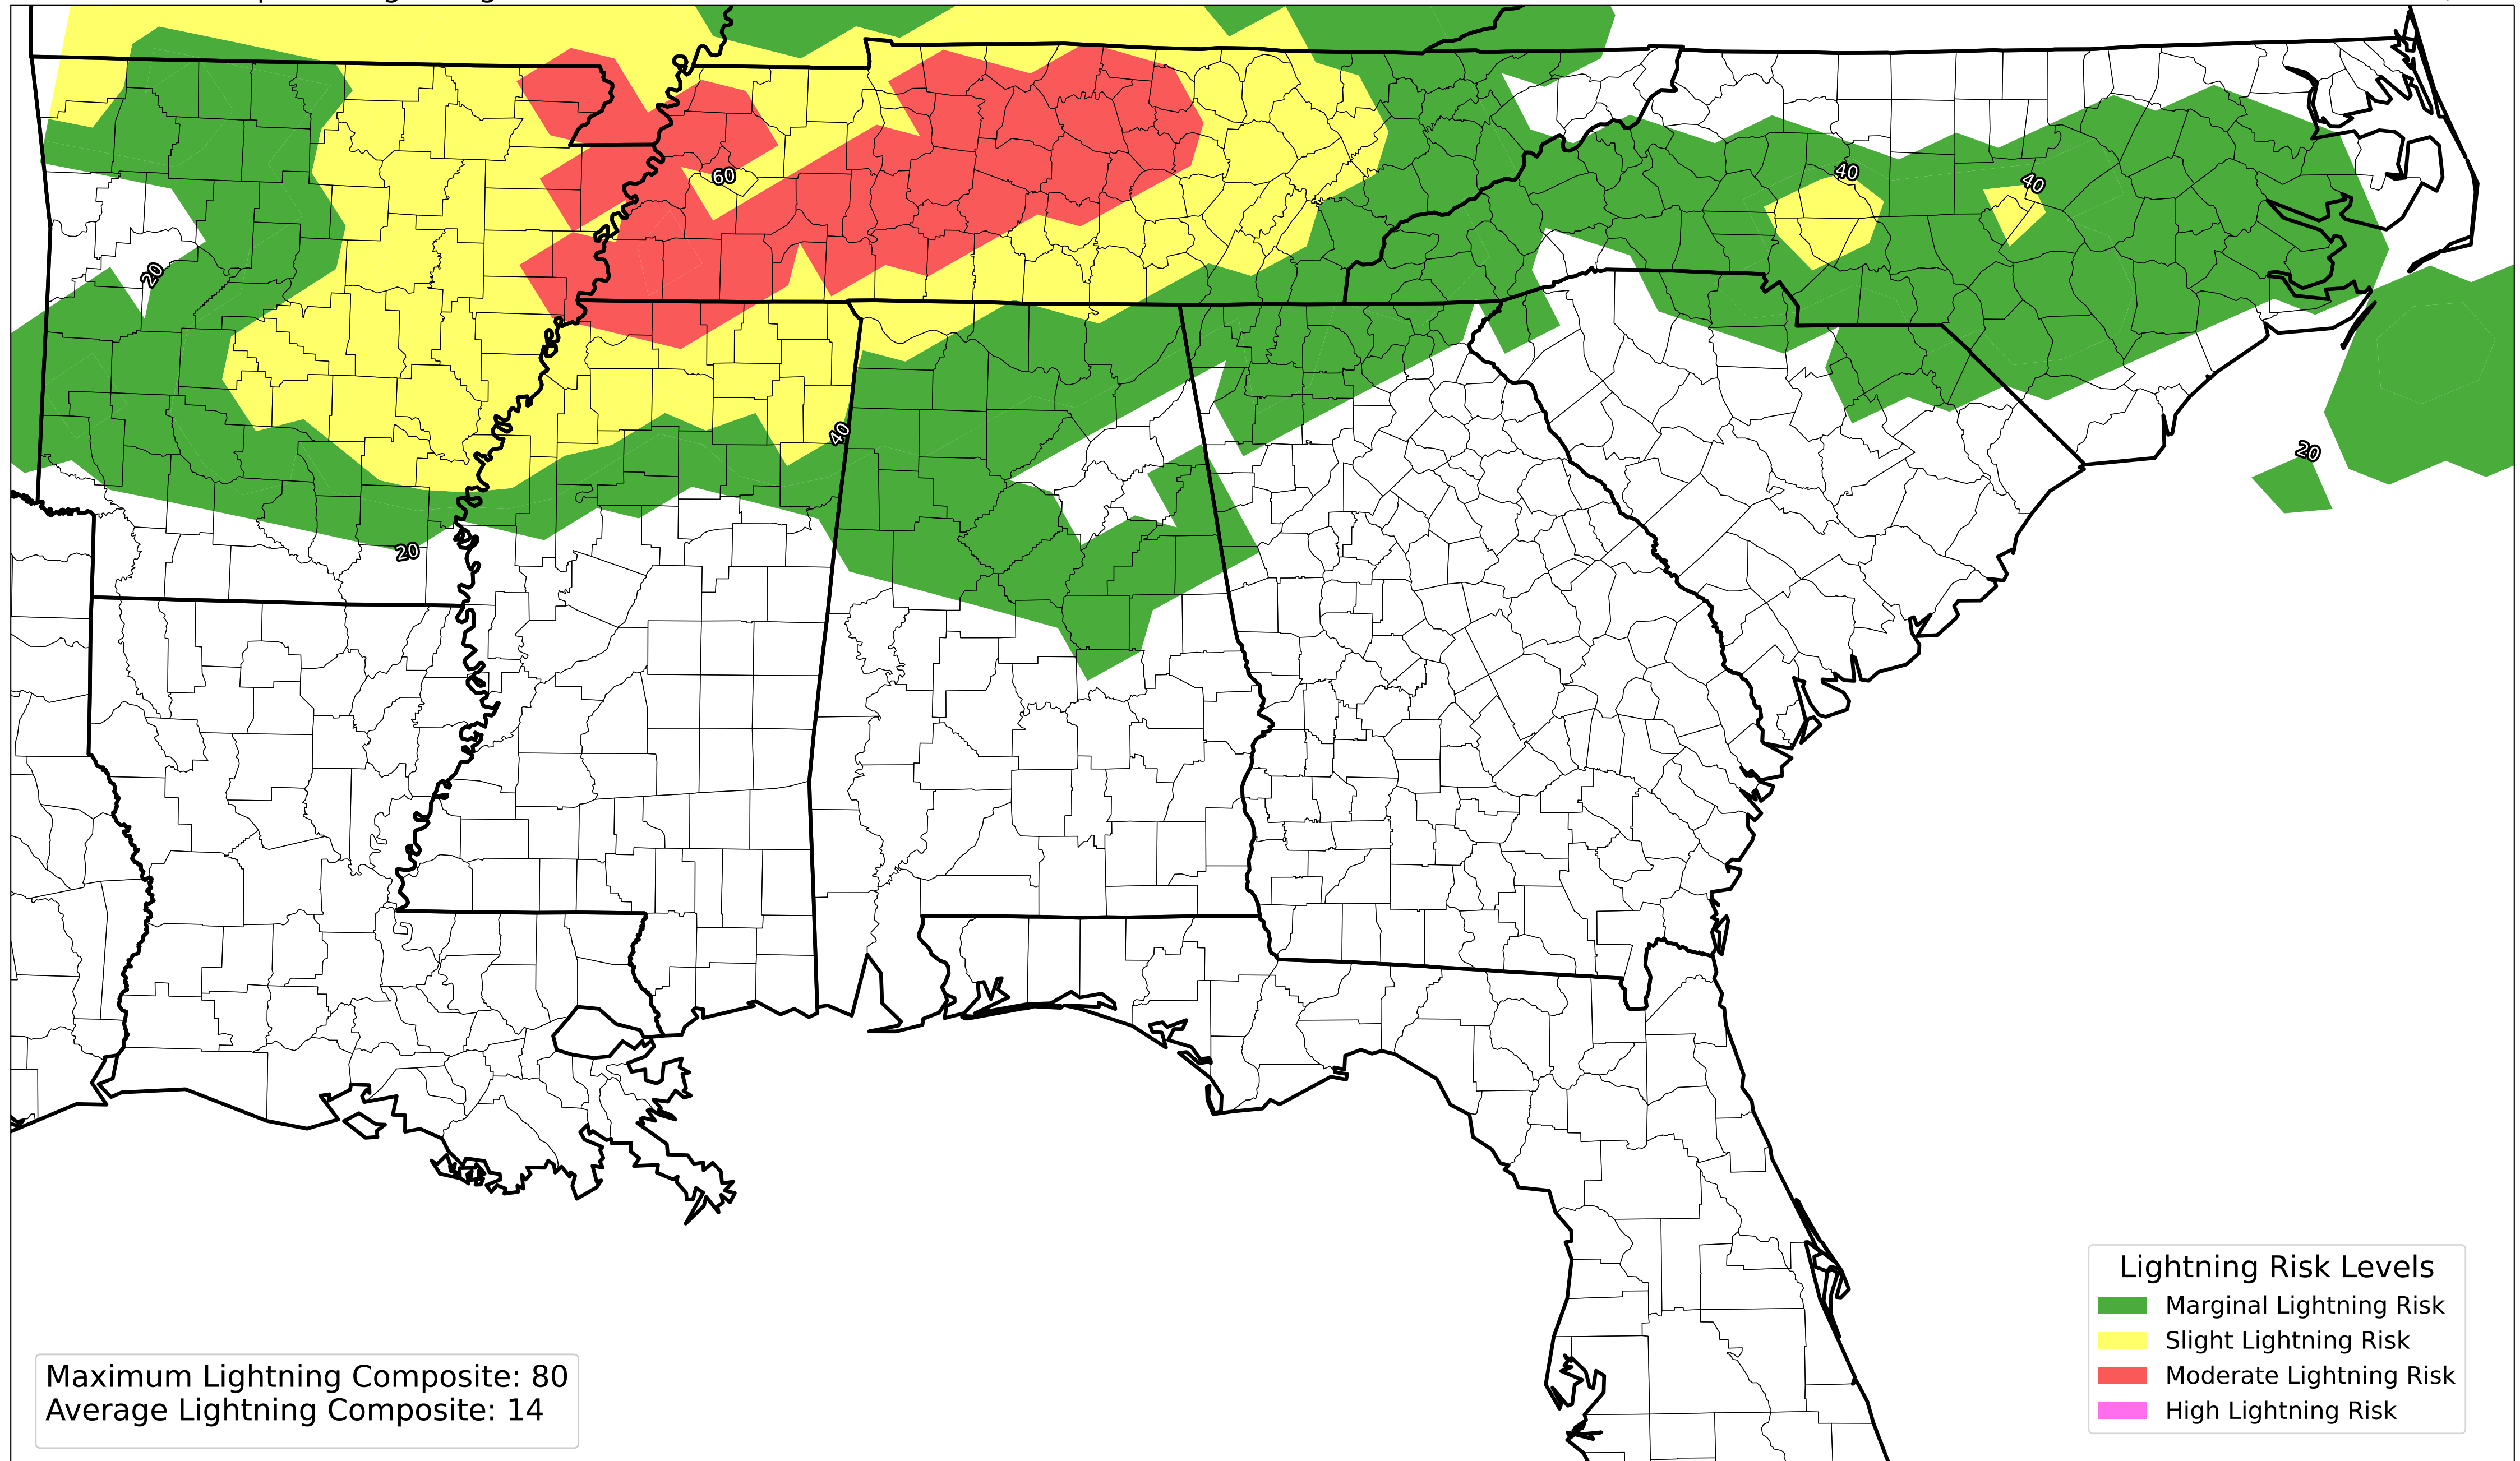 40
60
40
20
40
20
20
Lightning Risk Levels
Marginal Lightning Risk
Slight Lightning Risk
Moderate Lightning Risk
High Lightning Risk
Maximum Lightning Composite: 80
Average Lightning Composite: 14